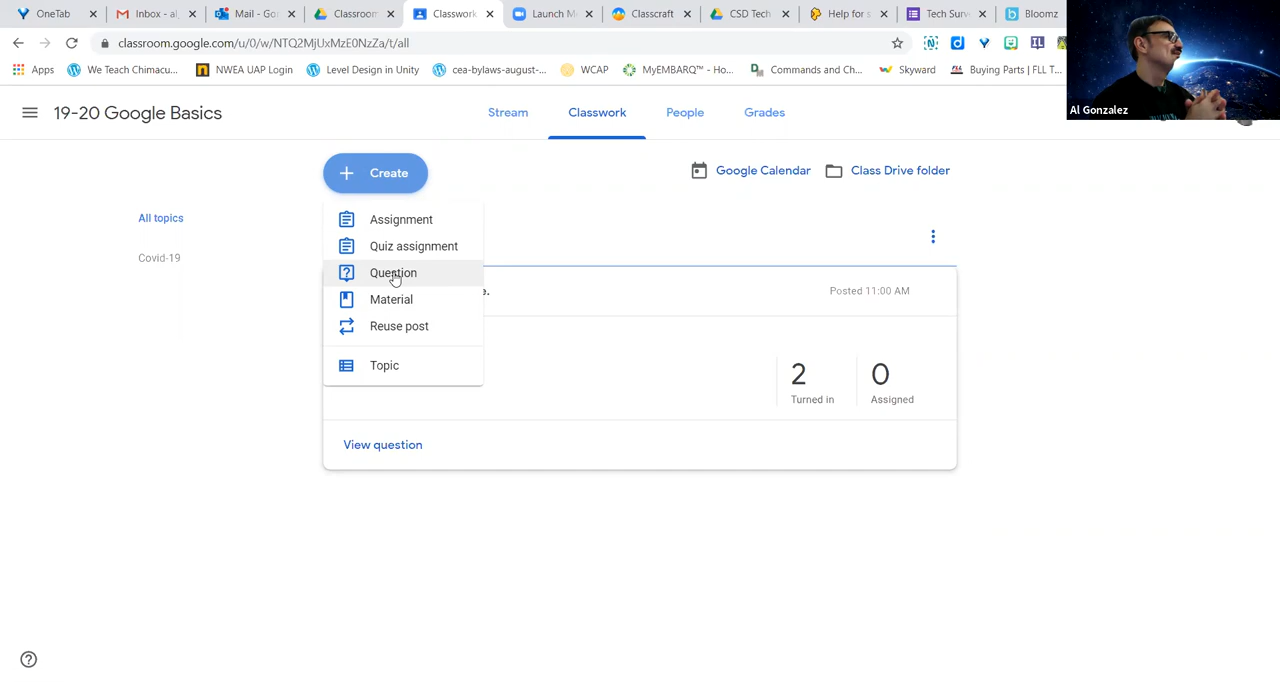 OneTab
Inbox - al
Mail - Go
Classroom
Classwork
Launch M
Classcraft
CSD Tech
Help for s
Tech Surv
Bloomz
classroom.google.com/u/0/w/NTQ2MjUxMzE0NzZa/t/all
Apps
We Teach Chimacu...
NWEA UAP Login
Level Design in Unity
cea-bylaws-august-...
WCAP
MyEMBARQ™ - Ho...
Commands and Ch...
Skyward
Buying Parts | FLL T...
Al Gonzalez
19-20 Google Basics
Stream
Classwork
People
Grades
Create
Google Calendar
Class Drive folder
All topics
Covid-19
Assignment
Quiz assignment
Question
Material
Reuse post
Topic
e.
Posted 11:00 AM
2
Turned in
0
Assigned
View question